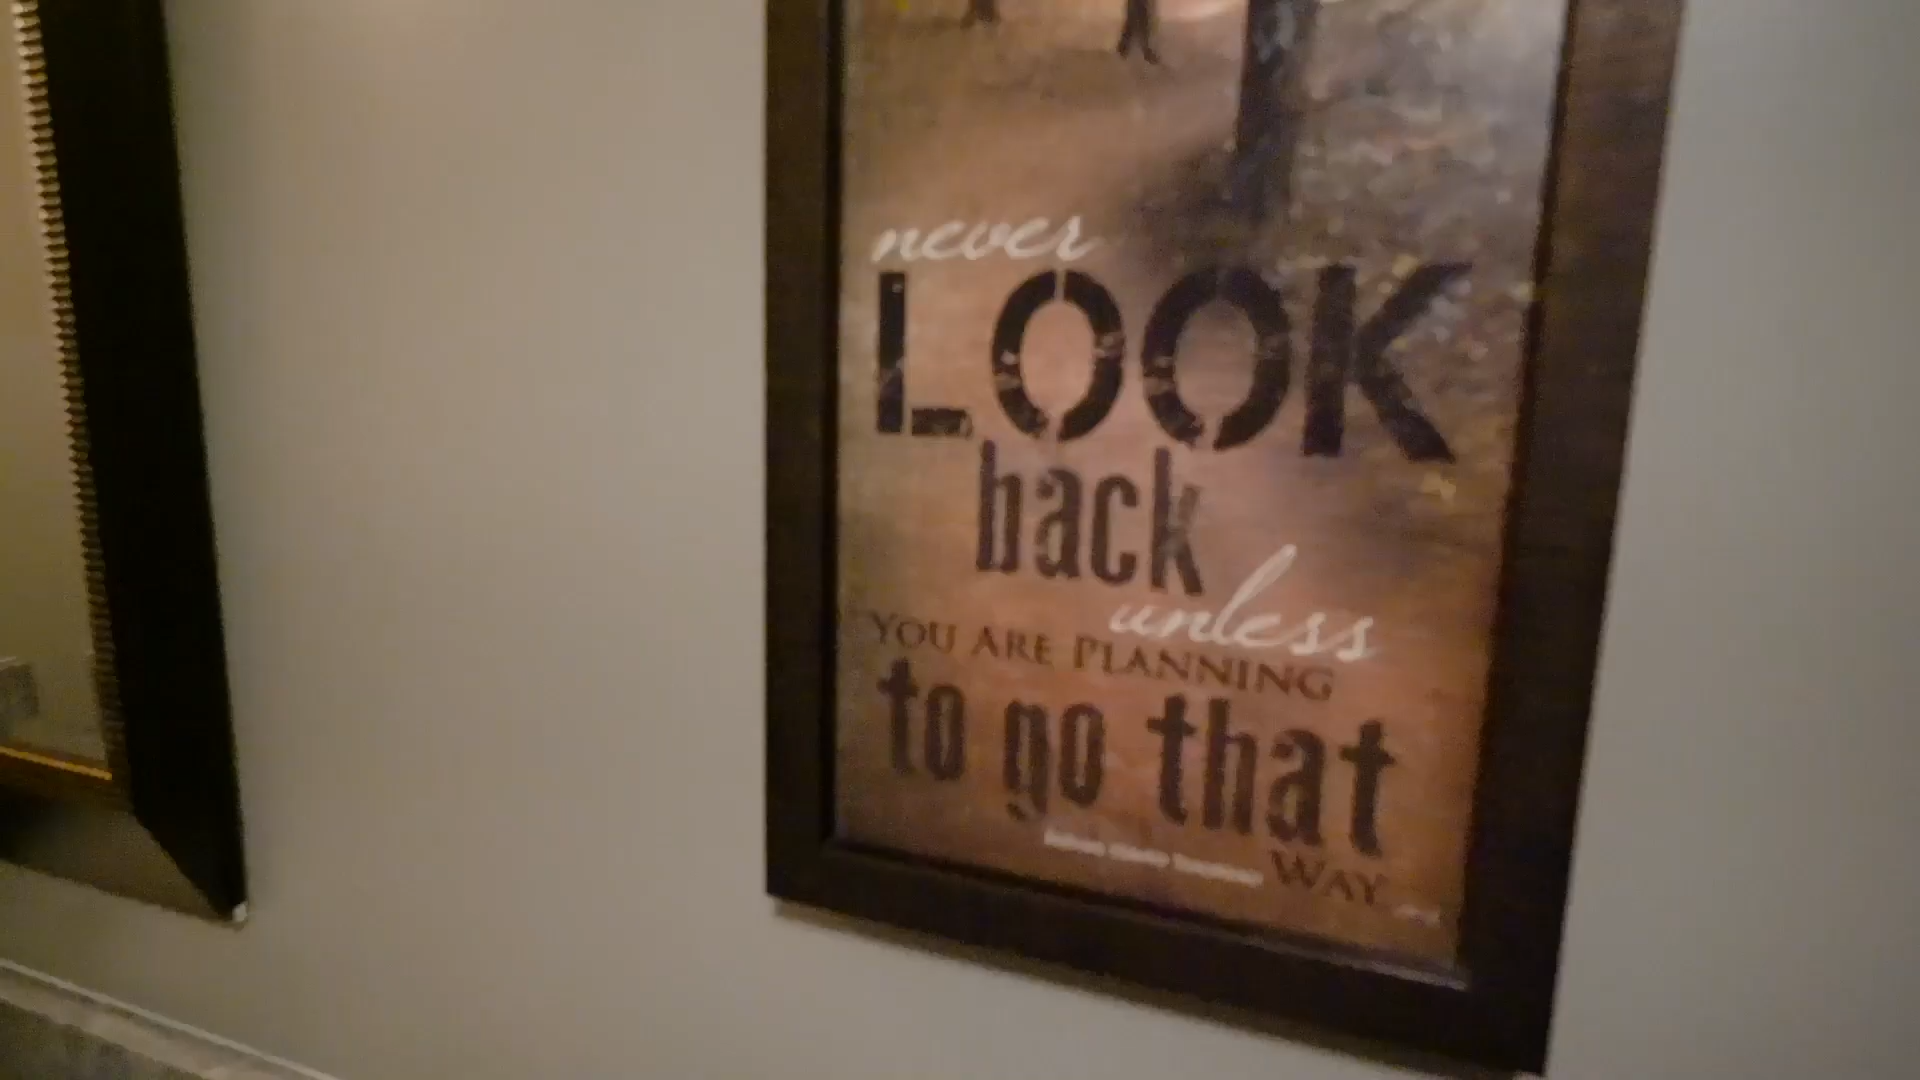 never
LOOK
back
unless
YOU ARE PLANNING
to go that
WAY